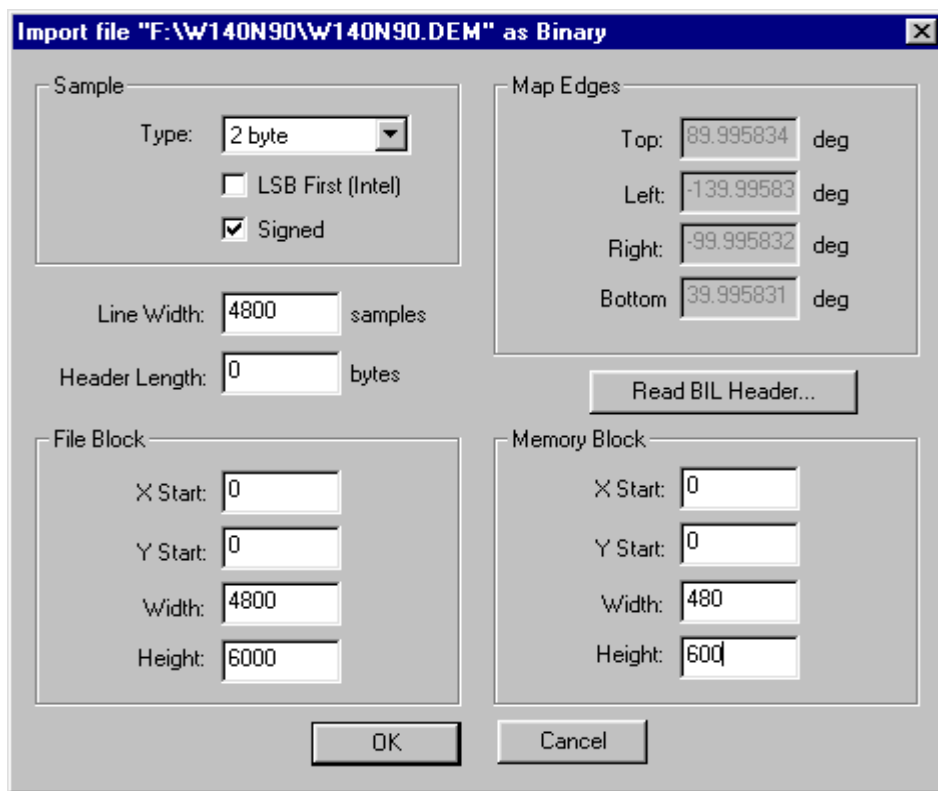 Import file "F:\W140N90\W140N90.DEM" as Binary
Sample
Type: 2 byte
LSB First (Intel)
Signed
Line Width: 4800 samples
Header Length: 0 bytes
Map Edges
Top: 89.995834 deg
Left: -139.99583 deg
Right: -99.995832 deg
Bottom 39.995831 deg
Read BIL Header...
File Block
X Start: 0
Y Start: 0
Width: 4800
Height: 6000
Memory Block
X Start: 0
Y Start: 0
Width: 480
Height: 600
OK
Cancel